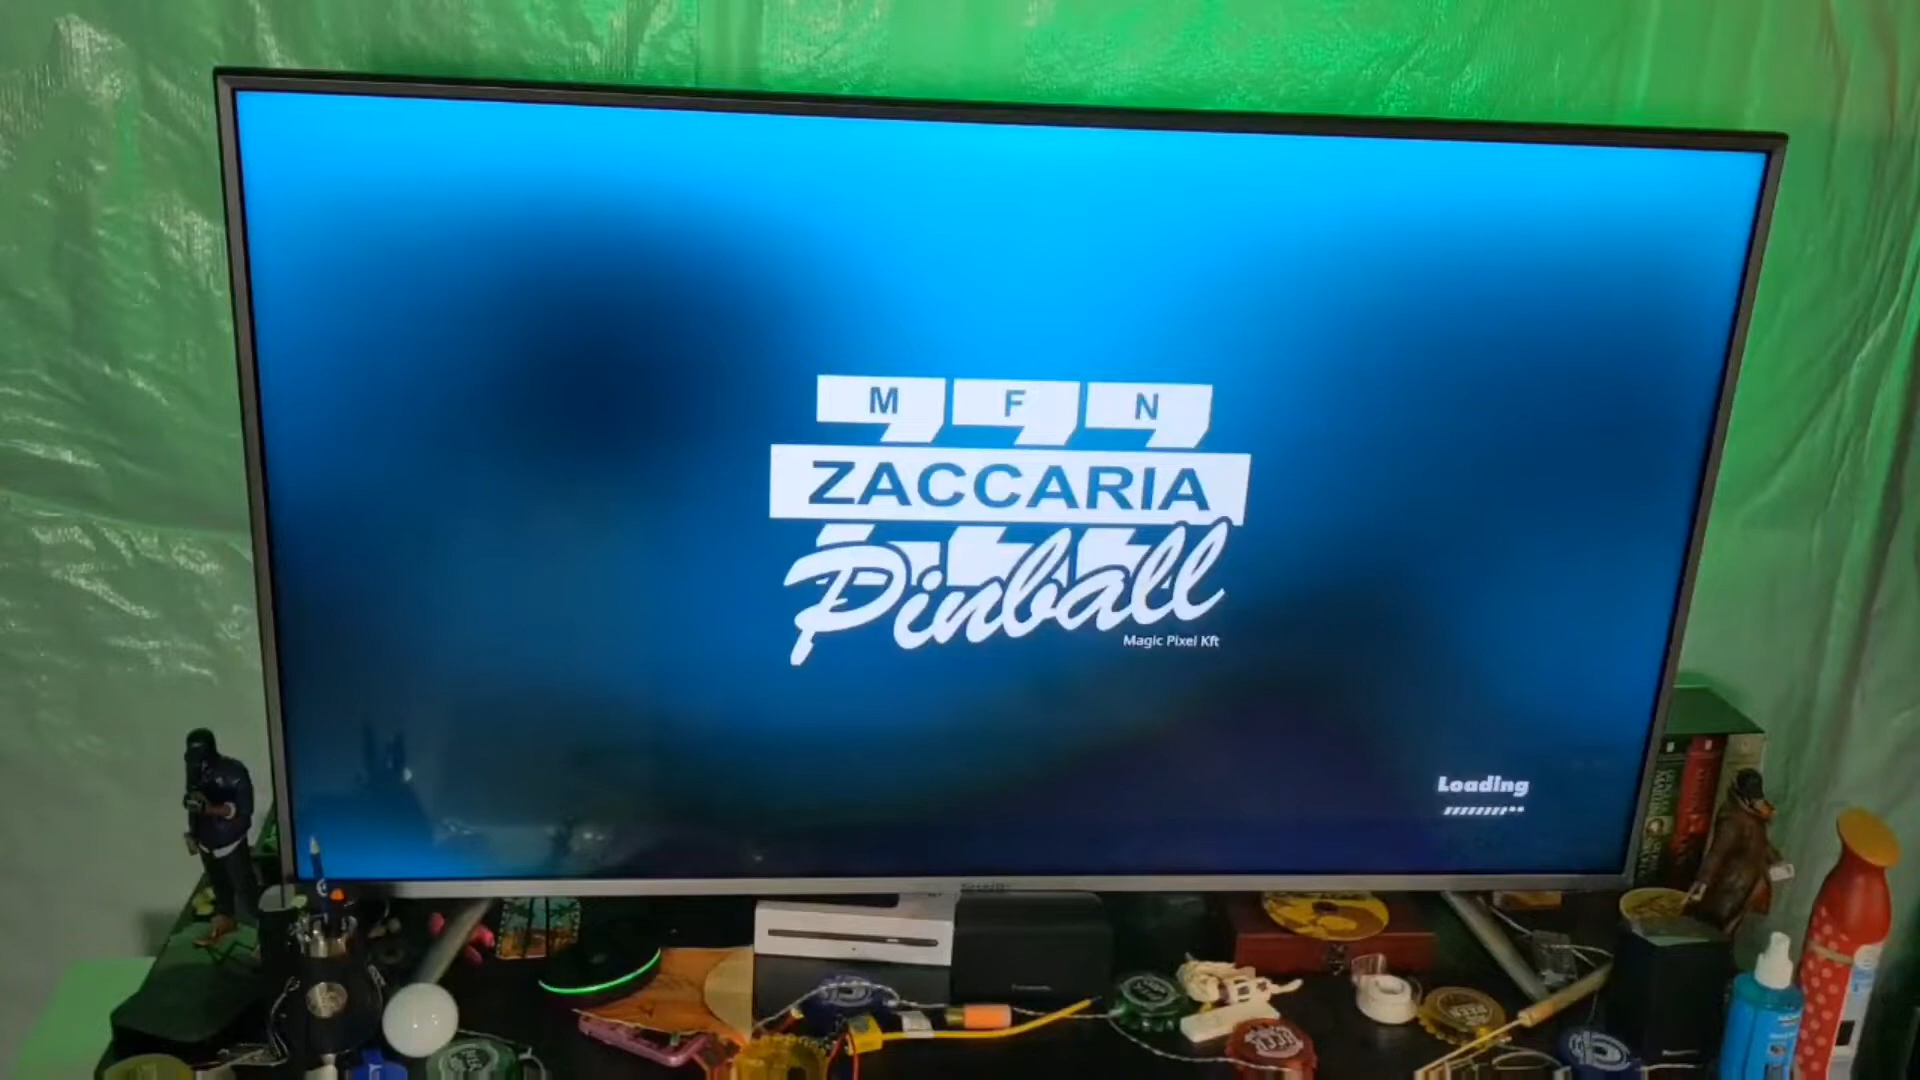 M F N
ZACCARIA
Pinball
Magic Pixel Kft
Loading